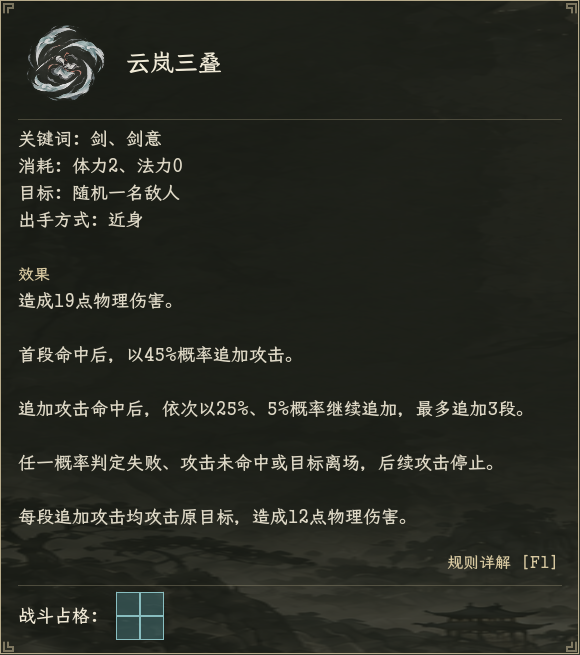 云岚三叠
关键词: 剑、剑意
消耗: 体力2、法力0
目标: 随机一名敌人
出手方式: 近身
效果
造成19点物理伤害。
首段命中后, 以45%概率追加攻击。
追加攻击命中后, 依次以25%、5%概率继续追加, 最多追加3段。
任一概率判定失败、攻击未命中或目标离场, 后续攻击停止。
每段追加攻击均攻击原目标, 造成12点物理伤害。
规则详解 [F1]
战斗占格: